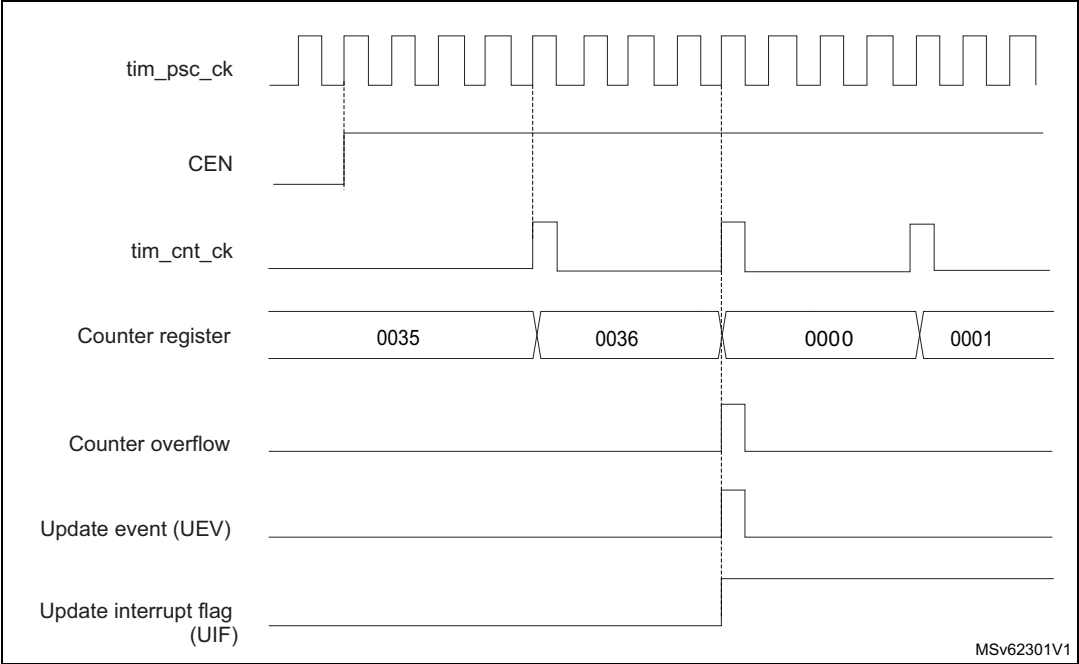 tim_psc_ck
CEN
tim_cnt_ck
Counter register
0035
0036
0000
0001
Counter overflow
Update event (UEV)
Update interrupt flag
(UIF)
MSv62301V1